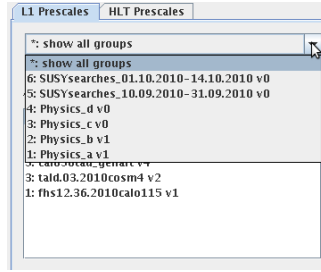 L1 Prescales HLT Prescales
*: show all groups
*: show all groups
6: SUSYsearches_01.10.2010-14.10.2010 v0
5: SUSYsearches_10.09.2010-31.09.2010 v0
4: Physics_d v0
3: Physics_c v0
2: Physics_b v1
1: Physics_a v1
3: tald.03.2010cosm4 v2
1: fhs12.36.2010calo115 v1